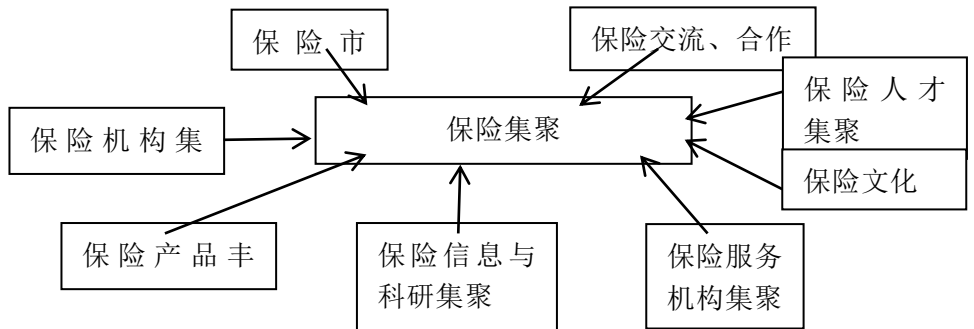 保险市
保险交流、合作
保险人才
集聚
保险集聚
保险机构集
保险文化
保险产品丰
保险信息与
科研集聚
保险服务
机构集聚